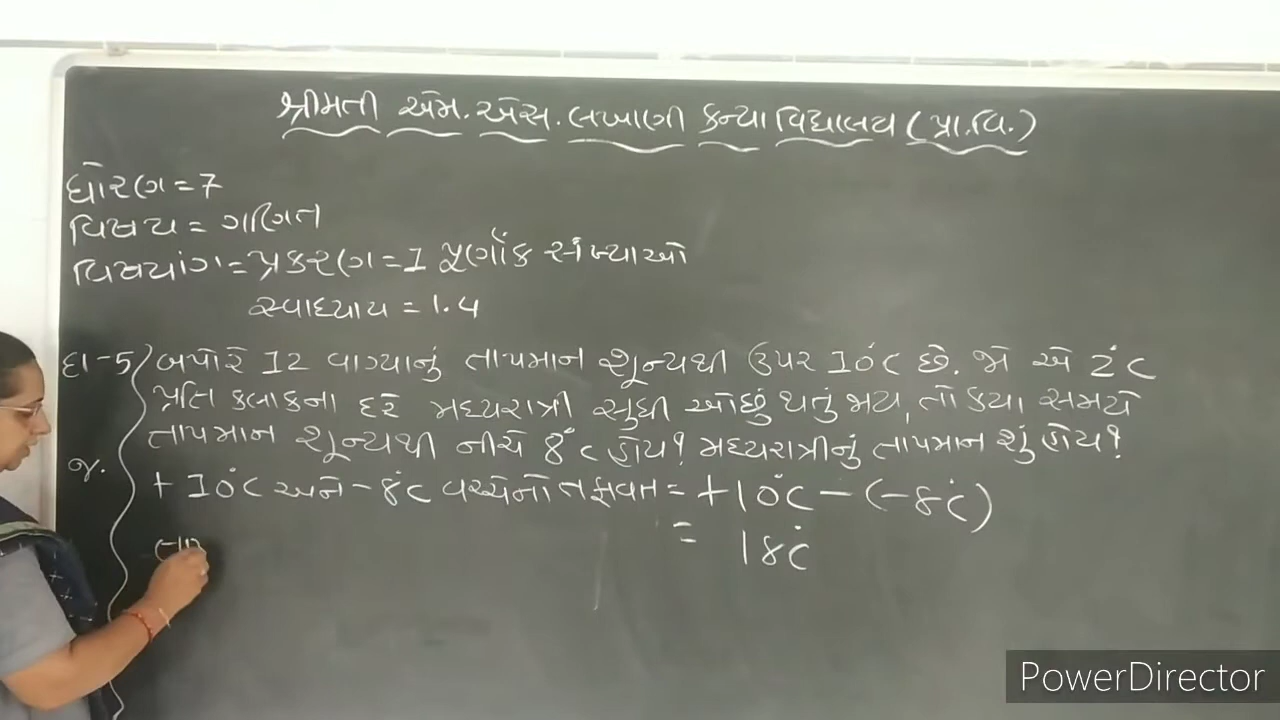 શ્રીમતી એમ. એસ. લખાણી કન્યા વિદ્યાલય (પ્રા.વિ.)
ધોરણ = 7
વિષય = ગણિત
વિષયાંગ = પ્રકરણ = 1 પૂર્ણાંક સંખ્યાઓ
સ્વાધ્યાય = 1.4
દા-5) બપોરે 12 વાગ્યાનું તાપમાન શૂન્યથી ઉપર 10°C છે. જો એ 2°C
પ્રતિ કલાકના દરે મધ્યરાત્રી સુધી ઓછું થતું જાય, તો કયા સમયે
તાપમાન શૂન્યથી નીચે 8°C હોય? મધ્યરાત્રીનું તાપમાન શું હોય?
જ. +10°C અને -8°C વચ્ચેનો તફાવત = +10°C - (-8°C)
= 18°C
PowerDirector